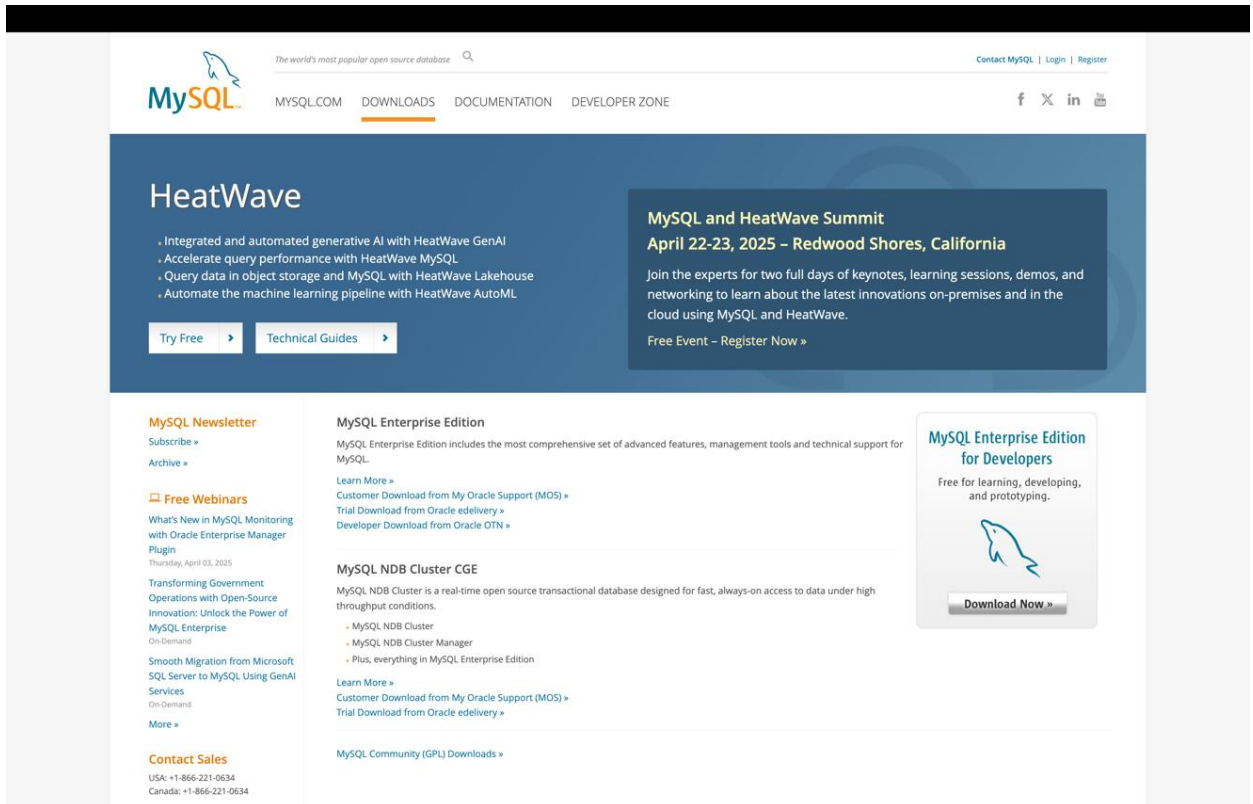 The world's most popular open source database
Contact MySQL | Login | Register
MySQL™
MYSQL.COM
DOWNLOADS
DOCUMENTATION
DEVELOPER ZONE
f X in You Tube
HeatWave
Integrated and automated generative AI with HeatWave GenAI
Accelerate query performance with HeatWave MySQL
Query data in object storage and MySQL with HeatWave Lakehouse
Automate the machine learning pipeline with HeatWave AutoML
Try Free
Technical Guides
MySQL and HeatWave Summit
April 22-23, 2025 – Redwood Shores, California
Join the experts for two full days of keynotes, learning sessions, demos, and
networking to learn about the latest innovations on-premises and in the
cloud using MySQL and HeatWave.
Free Event – Register Now »
MySQL Newsletter
Subscribe »
Archive »
Free Webinars
What's New in MySQL Monitoring
with Oracle Enterprise Manager
Plugin
Thursday, April 03, 2025
Transforming Government
Operations with Open-Source
Innovation: Unlock the Power of
MySQL Enterprise
On-Demand
Smooth Migration from Microsoft
SQL Server to MySQL Using GenAI
Services
On-Demand
More »
Contact Sales
USA: +1-866-221-0634
Canada: +1-866-221-0634
MySQL Enterprise Edition
MySQL Enterprise Edition includes the most comprehensive set of advanced features, management tools and technical support for
MySQL.
Learn More »
Customer Download from My Oracle Support (MOS) »
Trial Download from Oracle edelivery »
Developer Download from Oracle OTN »
MySQL NDB Cluster CGE
MySQL NDB Cluster is a real-time open source transactional database designed for fast, always-on access to data under high
throughput conditions.
MySQL NDB Cluster
MySQL NDB Cluster Manager
Plus, everything in MySQL Enterprise Edition
Learn More »
Customer Download from My Oracle Support (MOS) »
Trial Download from Oracle edelivery »
MySQL Community (GPL) Downloads »
MySQL Enterprise Edition
for Developers
Free for learning, developing,
and prototyping.
Download Now »